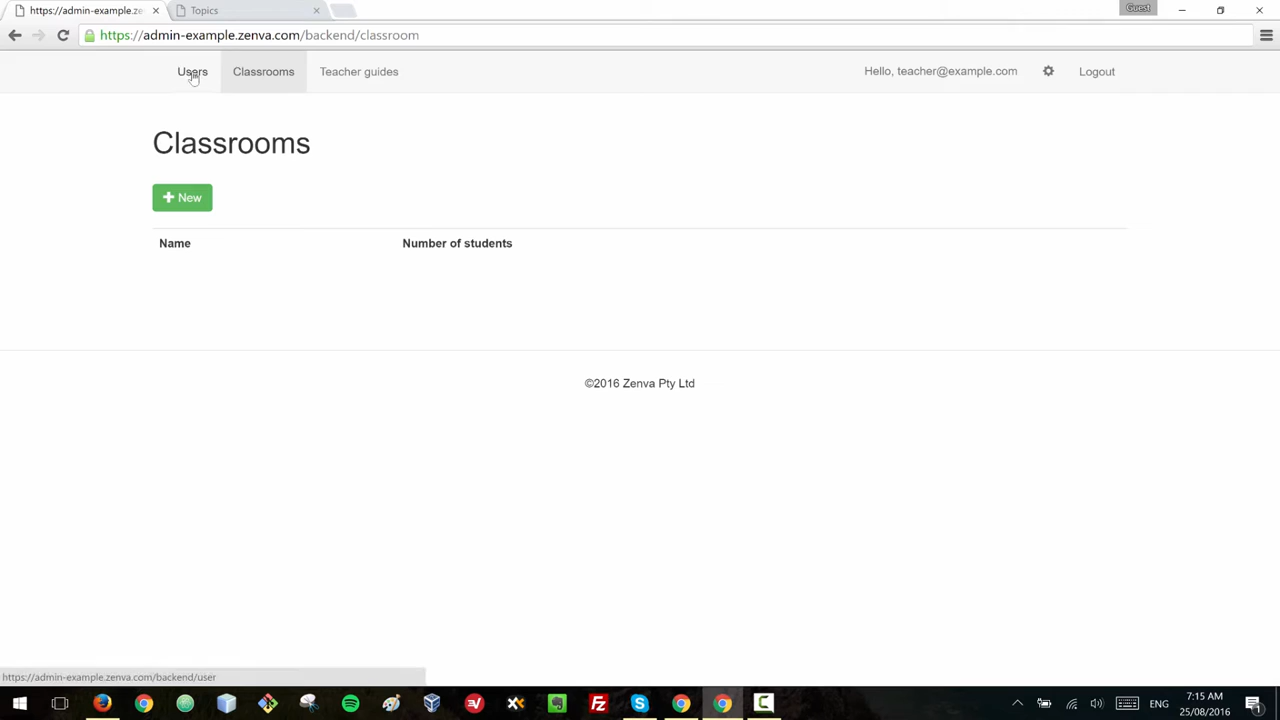 https://admin-example.ze
Topics
Guest
https://admin-example.zenva.com/backend/classroom
Users
Classrooms
Teacher guides
Hello, teacher@example.com
Logout
Classrooms
New
Name
Number of students
©2016 Zenva Pty Ltd
https://admin-example.zenva.com/backend/user
ENG
7:15 AM
25/08/2016